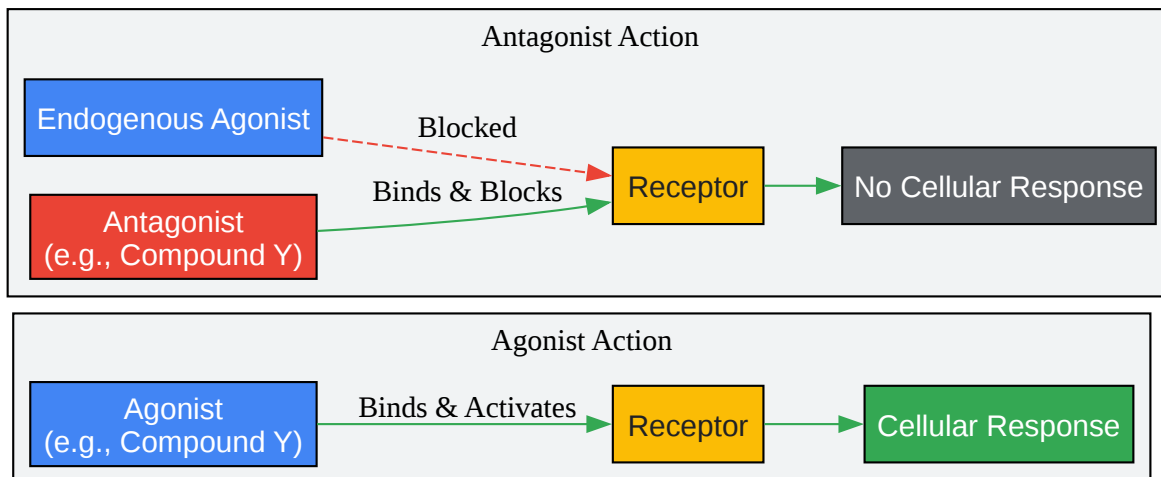 Antagonist Action
Endogenous Agonist
Blocked
Binds & Blocks
Antagonist
(e.g., Compound Y)
Receptor
No Cellular Response
Agonist Action
Agonist
(e.g., Compound Y)
Binds & Activates
Receptor
Cellular Response